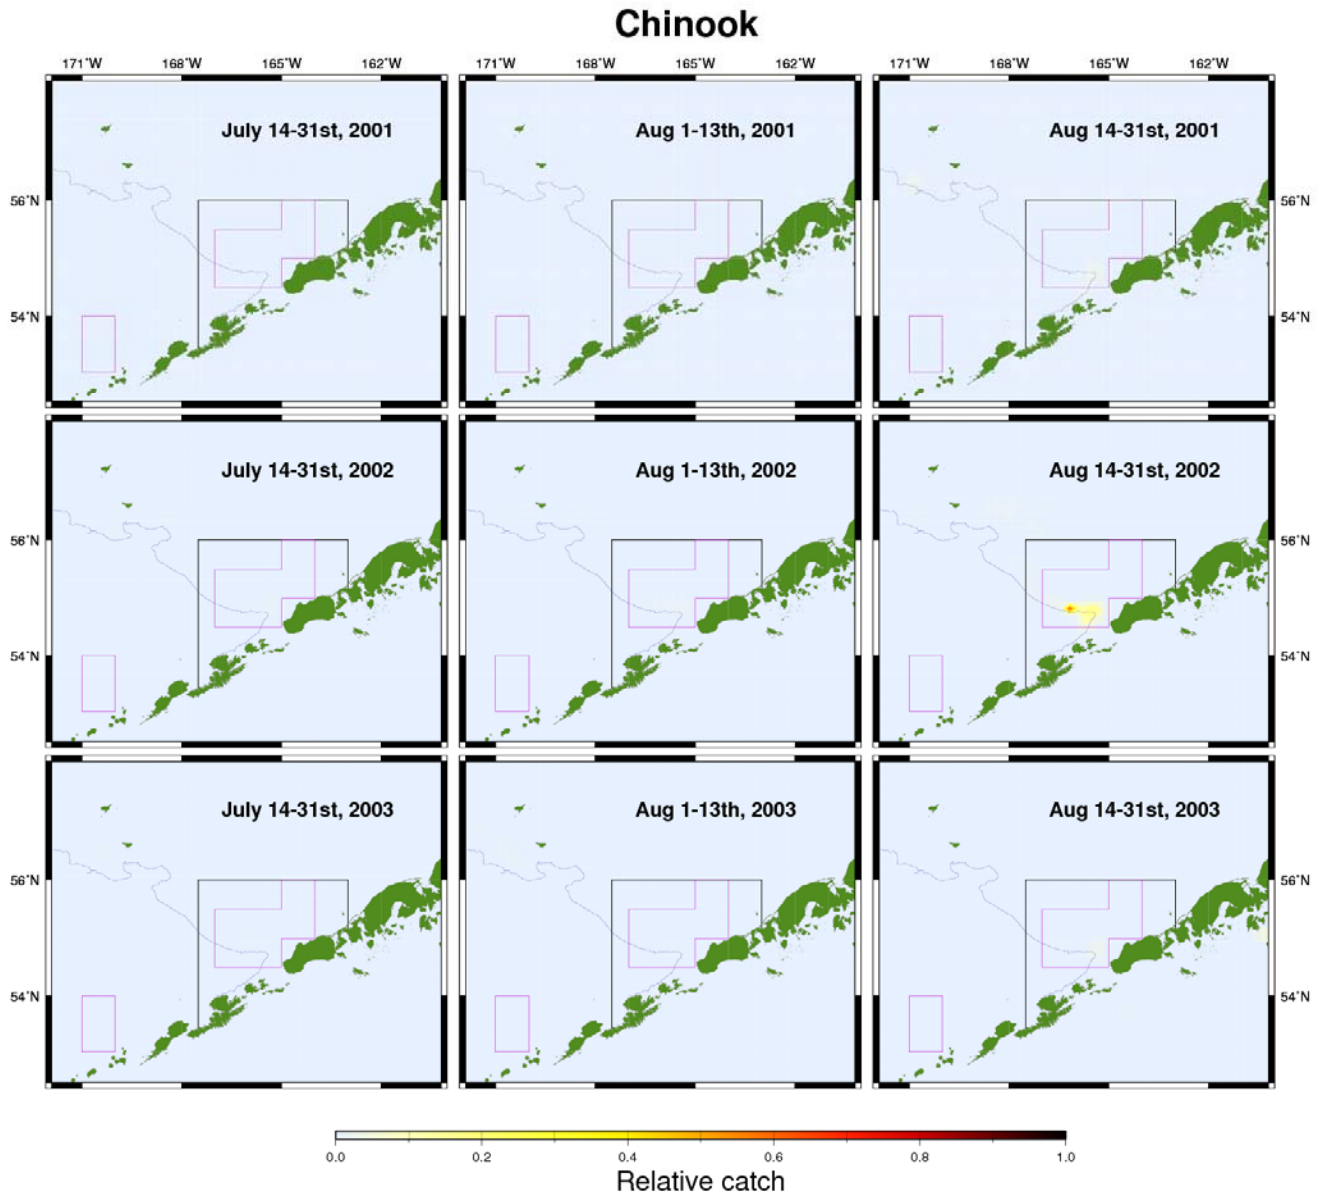 Chinook
171°W 168°W 165°W 162°W 171°W 168°W 165°W 162°W 171°W 168°W 165°W 162°W
July 14-31st, 2001 Aug 1-13th, 2001 Aug 14-31st, 2001
56°N 56°N
54°N 54°N
July 14-31st, 2002 Aug 1-13th, 2002 Aug 14-31st, 2002
56°N 56°N
54°N 54°N
July 14-31st, 2003 Aug 1-13th, 2003 Aug 14-31st, 2003
56°N 56°N
54°N 54°N
0.0 0.2 0.4 0.6 0.8 1.0
Relative catch